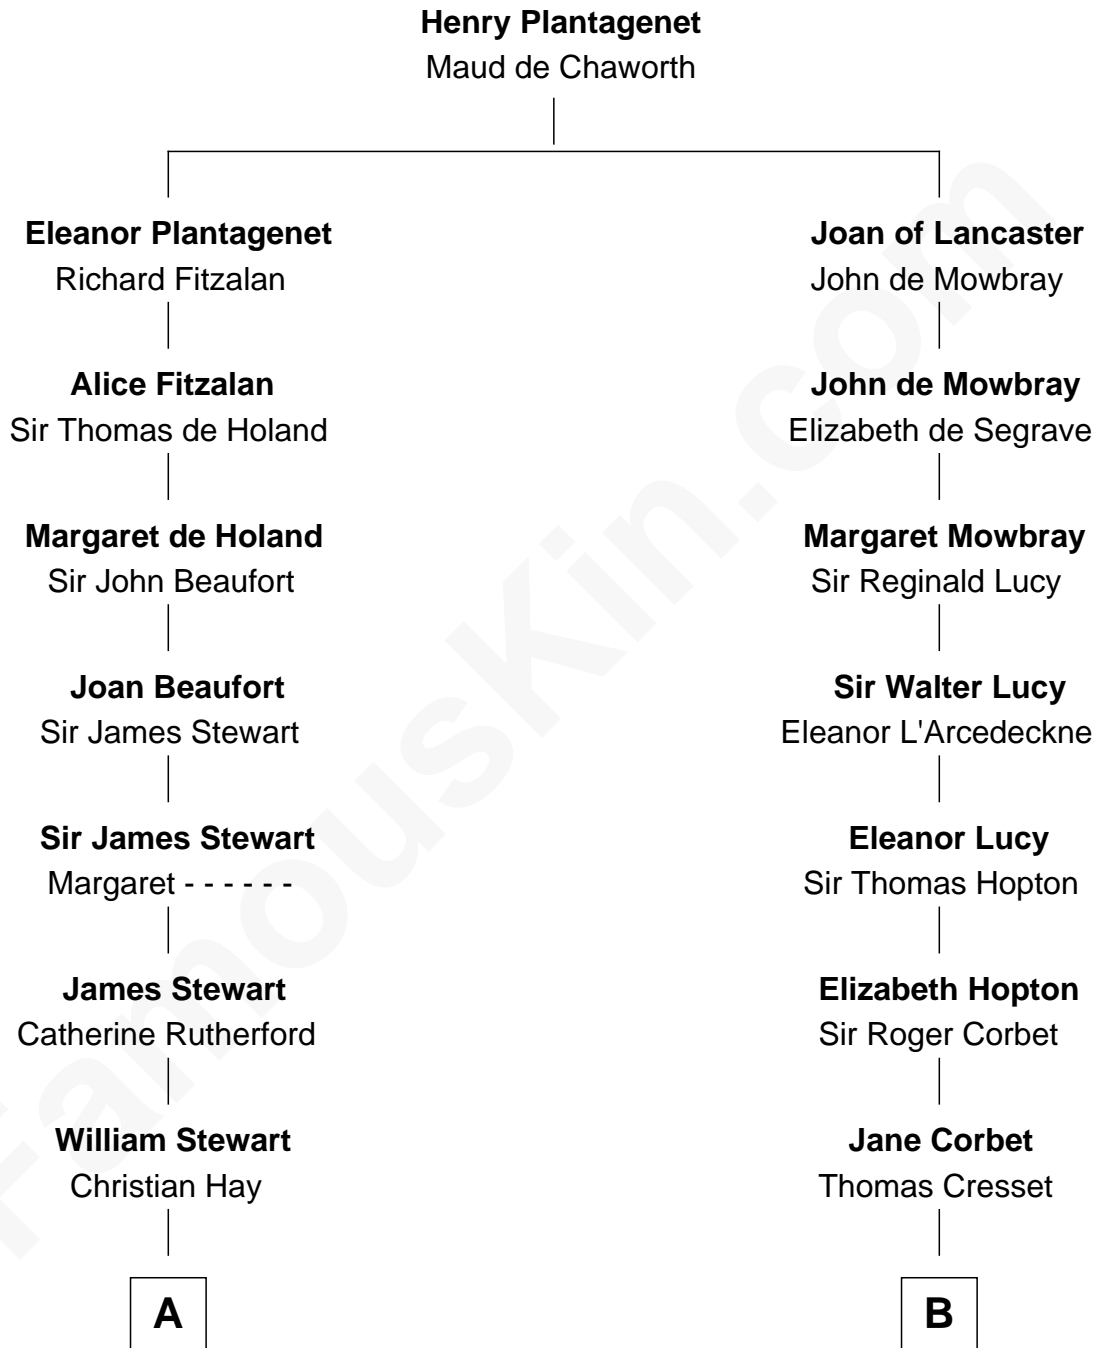 Henry Plantagenet
Maud de Chaworth
Eleanor Plantagenet
Richard Fitzalan
Alice Fitzalan
Sir Thomas de Holand
Margaret de Holand
Sir John Beaufort
Joan Beaufort
Sir James Stewart
Sir James Stewart
Margaret - - - - - -
James Stewart
Catherine Rutherford
William Stewart
Christian Hay
A
Joan of Lancaster
John de Mowbray
John de Mowbray
Elizabeth de Segrave
Margaret Mowbray
Sir Reginald Lucy
Sir Walter Lucy
Eleanor L'Arcedeckne
Eleanor Lucy
Sir Thomas Hopton
Elizabeth Hopton
Sir Roger Corbet
Jane Corbet
Thomas Cresset
B
FamousKin.com